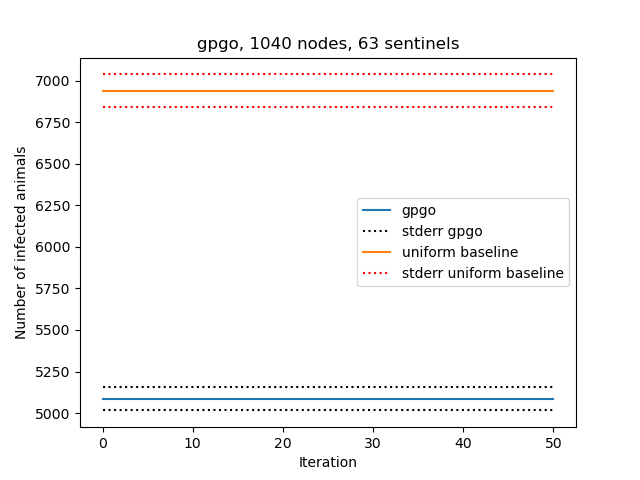 gpgo, 1040 nodes, 63 sentinels
Number of infected animals
7000
6750
6500
6250
6000
5750
5500
5250
5000
gpgo
stderr gpgo
uniform baseline
stderr uniform baseline
0 10 20 30 40 50
Iteration